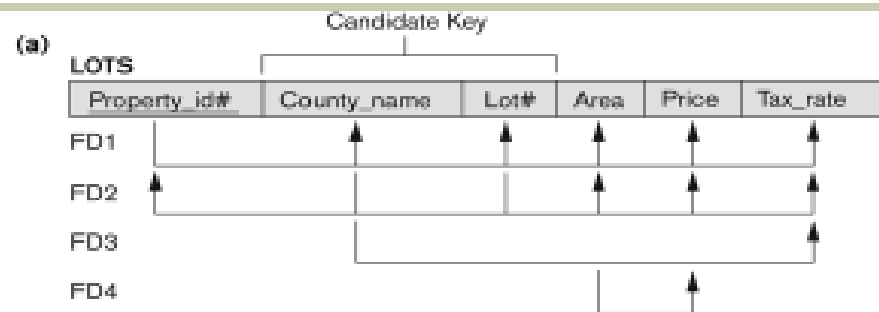 Candidate Key
(a)
LOTS
Property_id# County_name Lot# Area Price Tax_rate
FD1
FD2
FD3
FD4